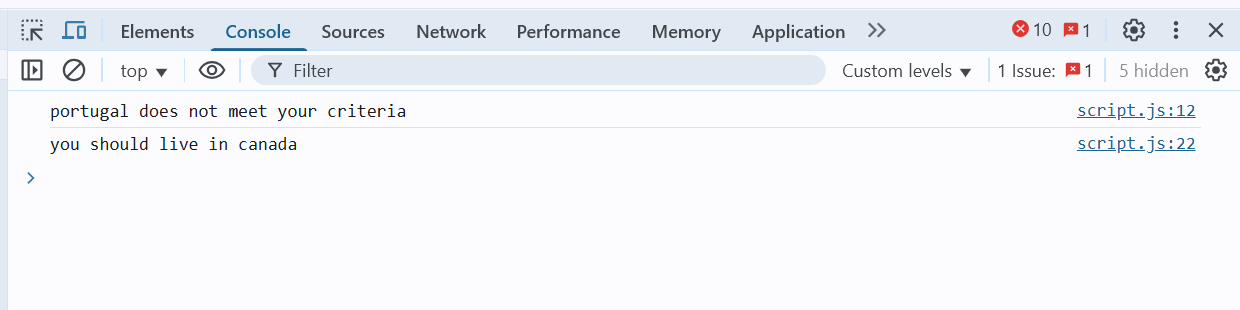 Elements Console Sources Network Performance Memory Application 10 1
top Filter Custom levels 1 Issue: 1 5 hidden
portugal does not meet your criteria script.js:12
you should live in canada script.js:22